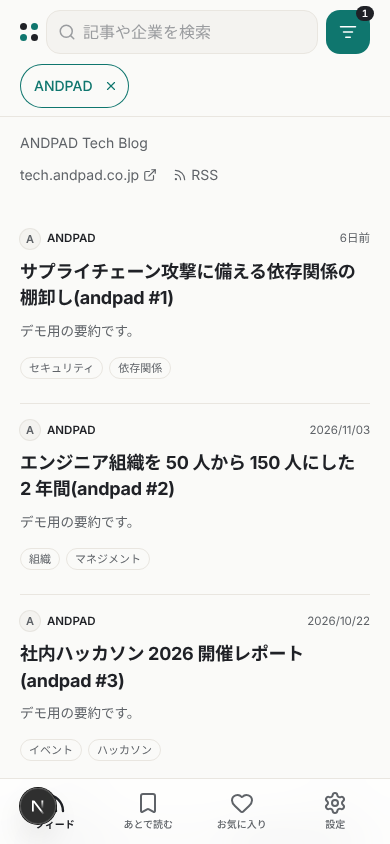 記事や企業を検索
1
ANDPAD ×
ANDPAD Tech Blog
tech.andpad.co.jp RSS
A ANDPAD 6日前
サプライチェーン攻撃に備える依存関係の
棚卸し(andpad #1)
デモ用の要約です。
セキュリティ 依存関係
A ANDPAD 2026/11/03
エンジニア組織を 50 人から 150 人にした
2 年間(andpad #2)
デモ用の要約です。
組織 マネジメント
A ANDPAD 2026/10/22
社内ハッカソン 2026 開催レポート
(andpad #3)
デモ用の要約です。
イベント ハッカソン
N
ィード あとで読む お気に入り 設定